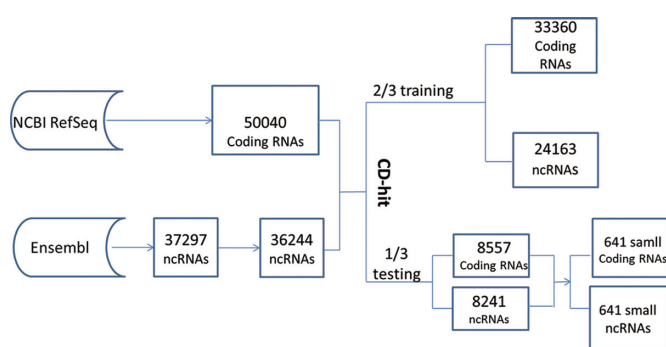 NCBI RefSeq
50040
Coding RNAs
Ensembl
37297
ncRNAs
36244
ncRNAs
CD-hit
2/3 training
33360
Coding
RNAs
24163
ncRNAs
1/3
testing
8557
Coding RNAs
8241
ncRNAs
641 samll
Coding RNAs
641 small
ncRNAs